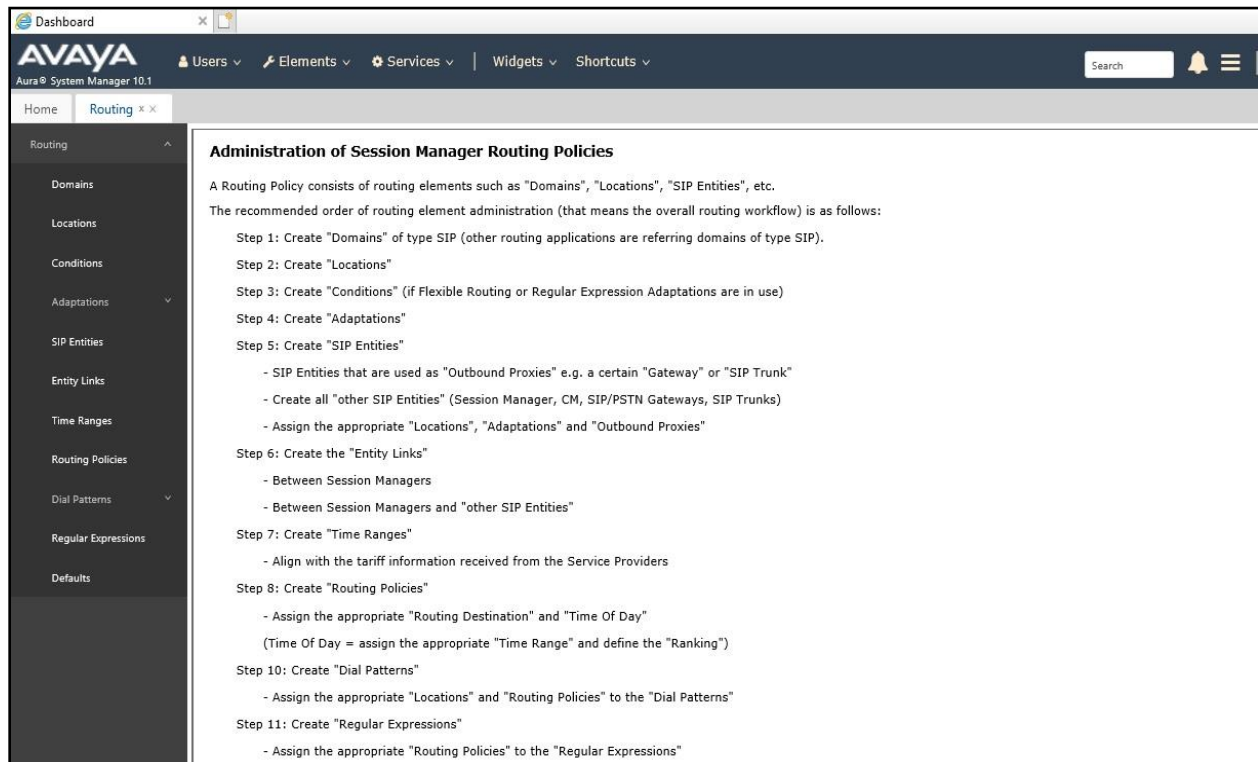 Dashboard
AVAYA
Aura® System Manager 10.1
Users Elements Services | Widgets Shortcuts
Search
Home Routing
Routing
Domains
Locations
Conditions
Adaptations
SIP Entities
Entity Links
Time Ranges
Routing Policies
Dial Patterns
Regular Expressions
Defaults
Administration of Session Manager Routing Policies
A Routing Policy consists of routing elements such as "Domains", "Locations", "SIP Entities", etc.
The recommended order of routing element administration (that means the overall routing workflow) is as follows:
Step 1: Create "Domains" of type SIP (other routing applications are referring domains of type SIP).
Step 2: Create "Locations"
Step 3: Create "Conditions" (if Flexible Routing or Regular Expression Adaptations are in use)
Step 4: Create "Adaptations"
Step 5: Create "SIP Entities"
- SIP Entities that are used as "Outbound Proxies" e.g. a certain "Gateway" or "SIP Trunk"
- Create all "other SIP Entities" (Session Manager, CM, SIP/PSTN Gateways, SIP Trunks)
- Assign the appropriate "Locations", "Adaptations" and "Outbound Proxies"
Step 6: Create the "Entity Links"
- Between Session Managers
- Between Session Managers and "other SIP Entities"
Step 7: Create "Time Ranges"
- Align with the tariff information received from the Service Providers
Step 8: Create "Routing Policies"
- Assign the appropriate "Routing Destination" and "Time Of Day"
(Time Of Day = assign the appropriate "Time Range" and define the "Ranking")
Step 10: Create "Dial Patterns"
- Assign the appropriate "Locations" and "Routing Policies" to the "Dial Patterns"
Step 11: Create "Regular Expressions"
- Assign the appropriate "Routing Policies" to the "Regular Expressions"